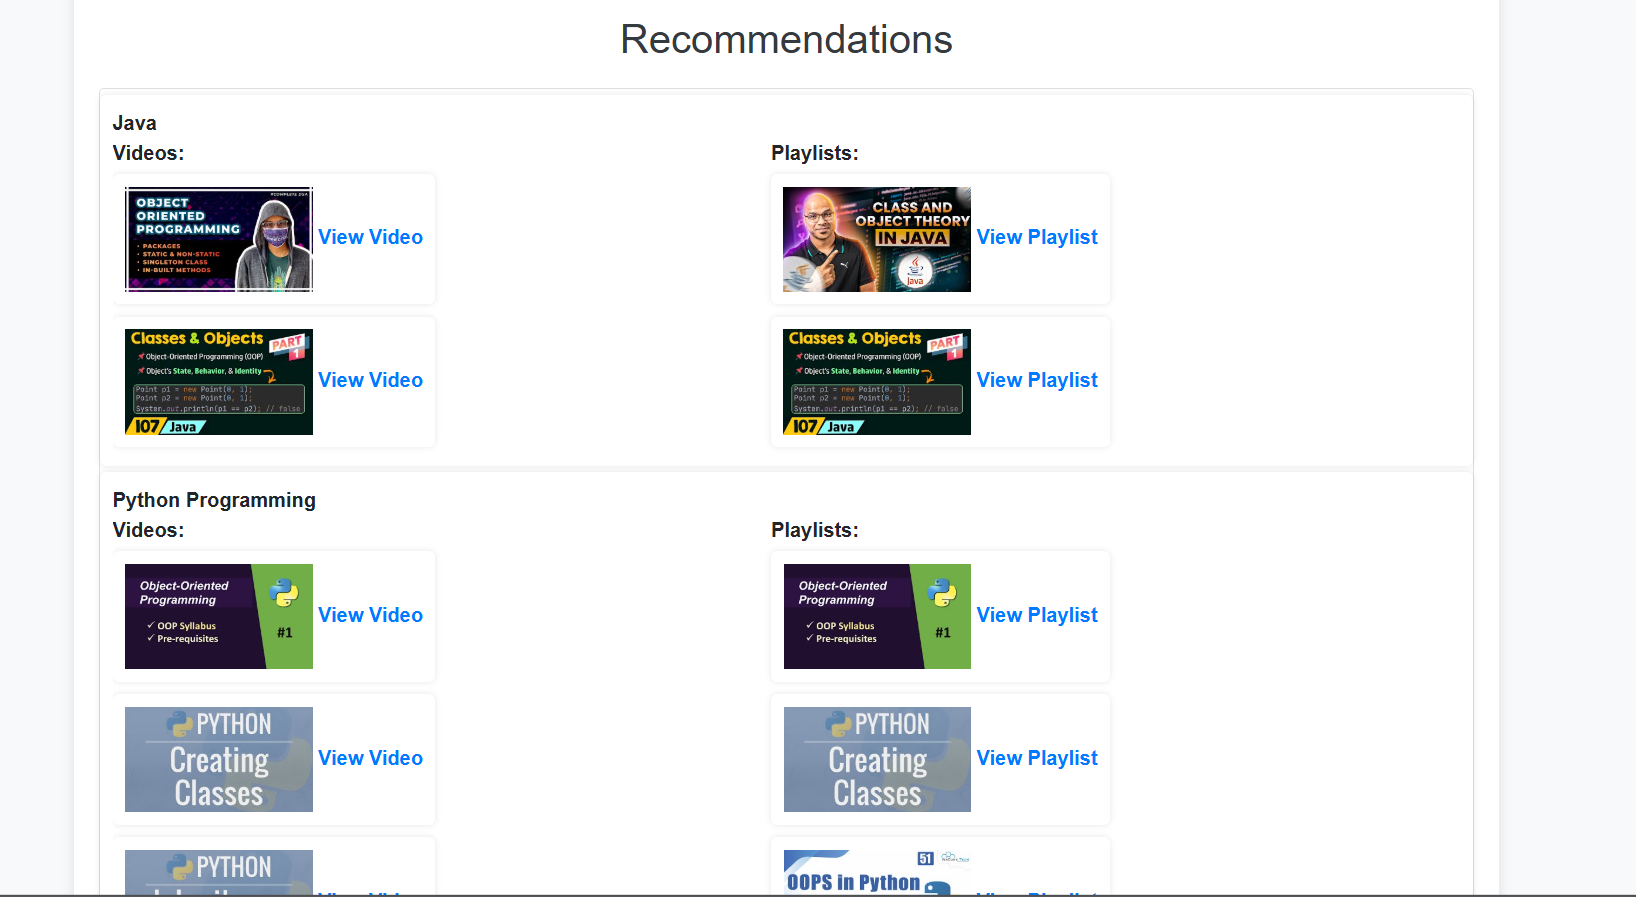 Recommendations
Java
Videos:
Playlists:
#COMPLETE DSA
OBJECT
ORIENTED
PROGRAMMING
• PACKAGES
• STATIC & NON-STATIC
• SINGLETON CLASS
• IN-BUILT METHODS
View Video
CLASS AND
OBJECT THEORY
IN JAVA
Java
View Playlist
Classes & Objects
PART
1
Object-Oriented Programming (OOP)
Object's State, Behavior, & Identity
Point p1 = new Point(0, 1);
Point p2 = new Point(0, 1);
System.out.println(p1 == p2); // false
107 Java
View Video
Classes & Objects
PART
1
Object-Oriented Programming (OOP)
Object's State, Behavior, & Identity
Point p1 = new Point(0, 1);
Point p2 = new Point(0, 1);
System.out.println(p1 == p2); // false
107 Java
View Playlist
Python Programming
Videos:
Playlists:
Object-Oriented
Programming
✓ OOP Syllabus
✓ Pre-requisites
#1
View Video
Object-Oriented
Programming
✓ OOP Syllabus
✓ Pre-requisites
#1
View Playlist
PYTHON
Creating
Classes
View Video
PYTHON
Creating
Classes
View Playlist
PYTHON
51
OOPS in Python